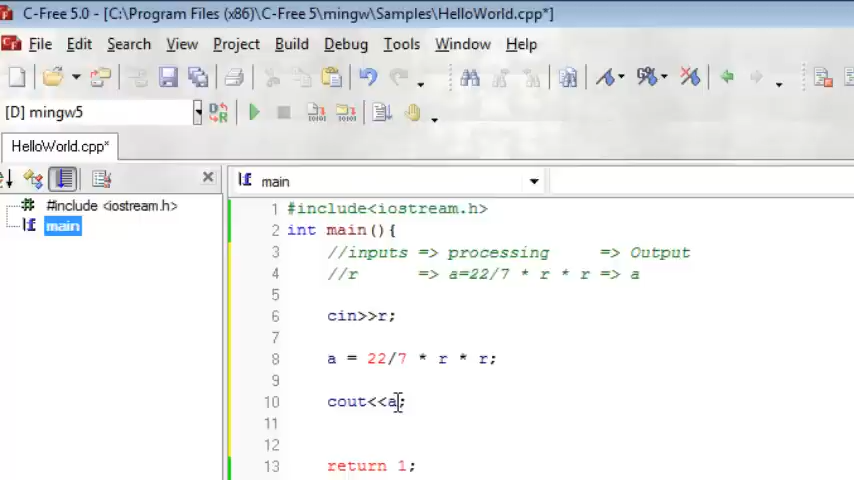 C-Free 5.0 - [C:\Program Files (x86)\C-Free 5\mingw\Samples\HelloWorld.cpp*]
File Edit Search View Project Build Debug Tools Window Help
[D] mingw5
HelloWorld.cpp*
main
#include <iostream.h>
main
1 #include<iostream.h>
2 int main(){
3 //inputs => processing => Output
4 //r => a=22/7 * r * r => a
5
6 cin>>r;
7
8 a = 22/7 * r * r;
9
10 cout<<a;
11
12
13 return 1;